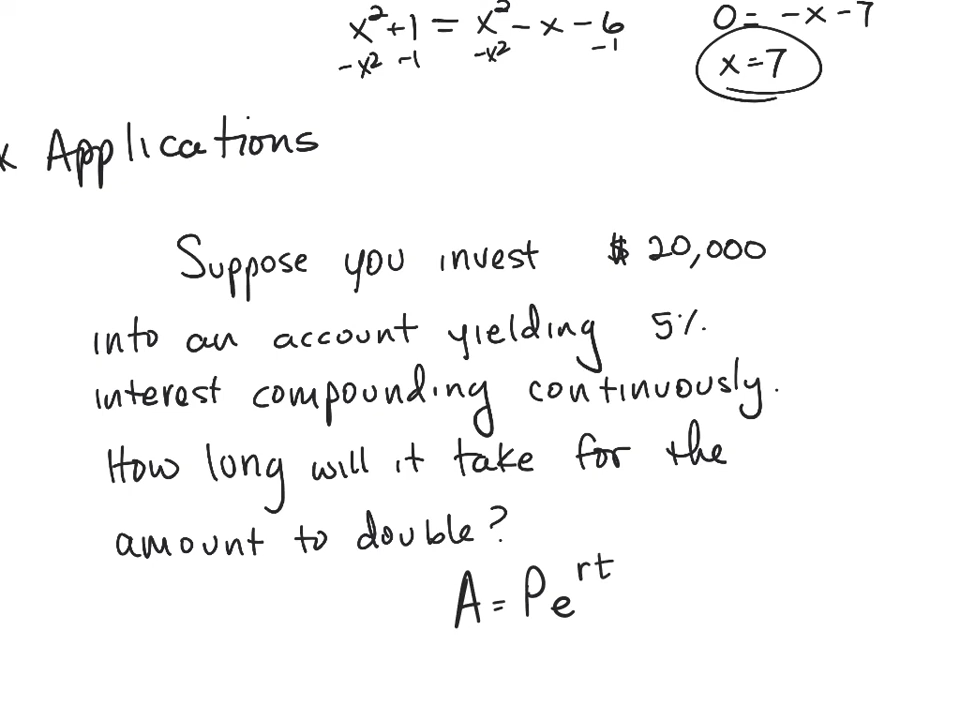 x²+1 = x² - x - 6
-x² -1 -x² -1
0 = -x - 7
x = 7
Applications
Suppose you invest $ 20,000
into an account yielding 5%
interest compounding continuously.
How long will it take for the
amount to double?
A = Pe^rt